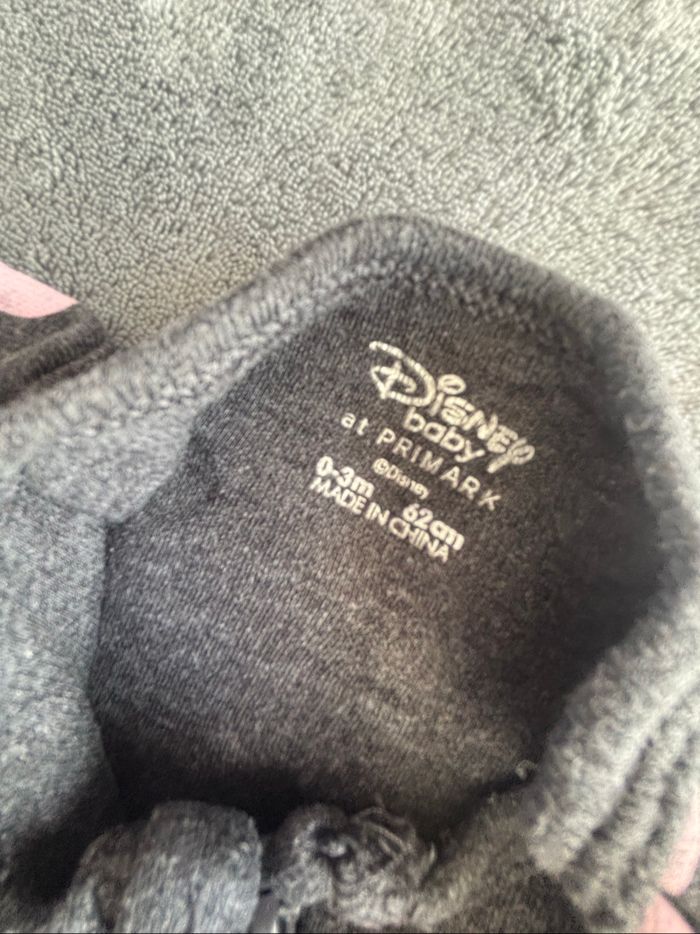 Disney
baby
at PRIMARK
©Disney
0-3m 62cm
MADE IN CHINA